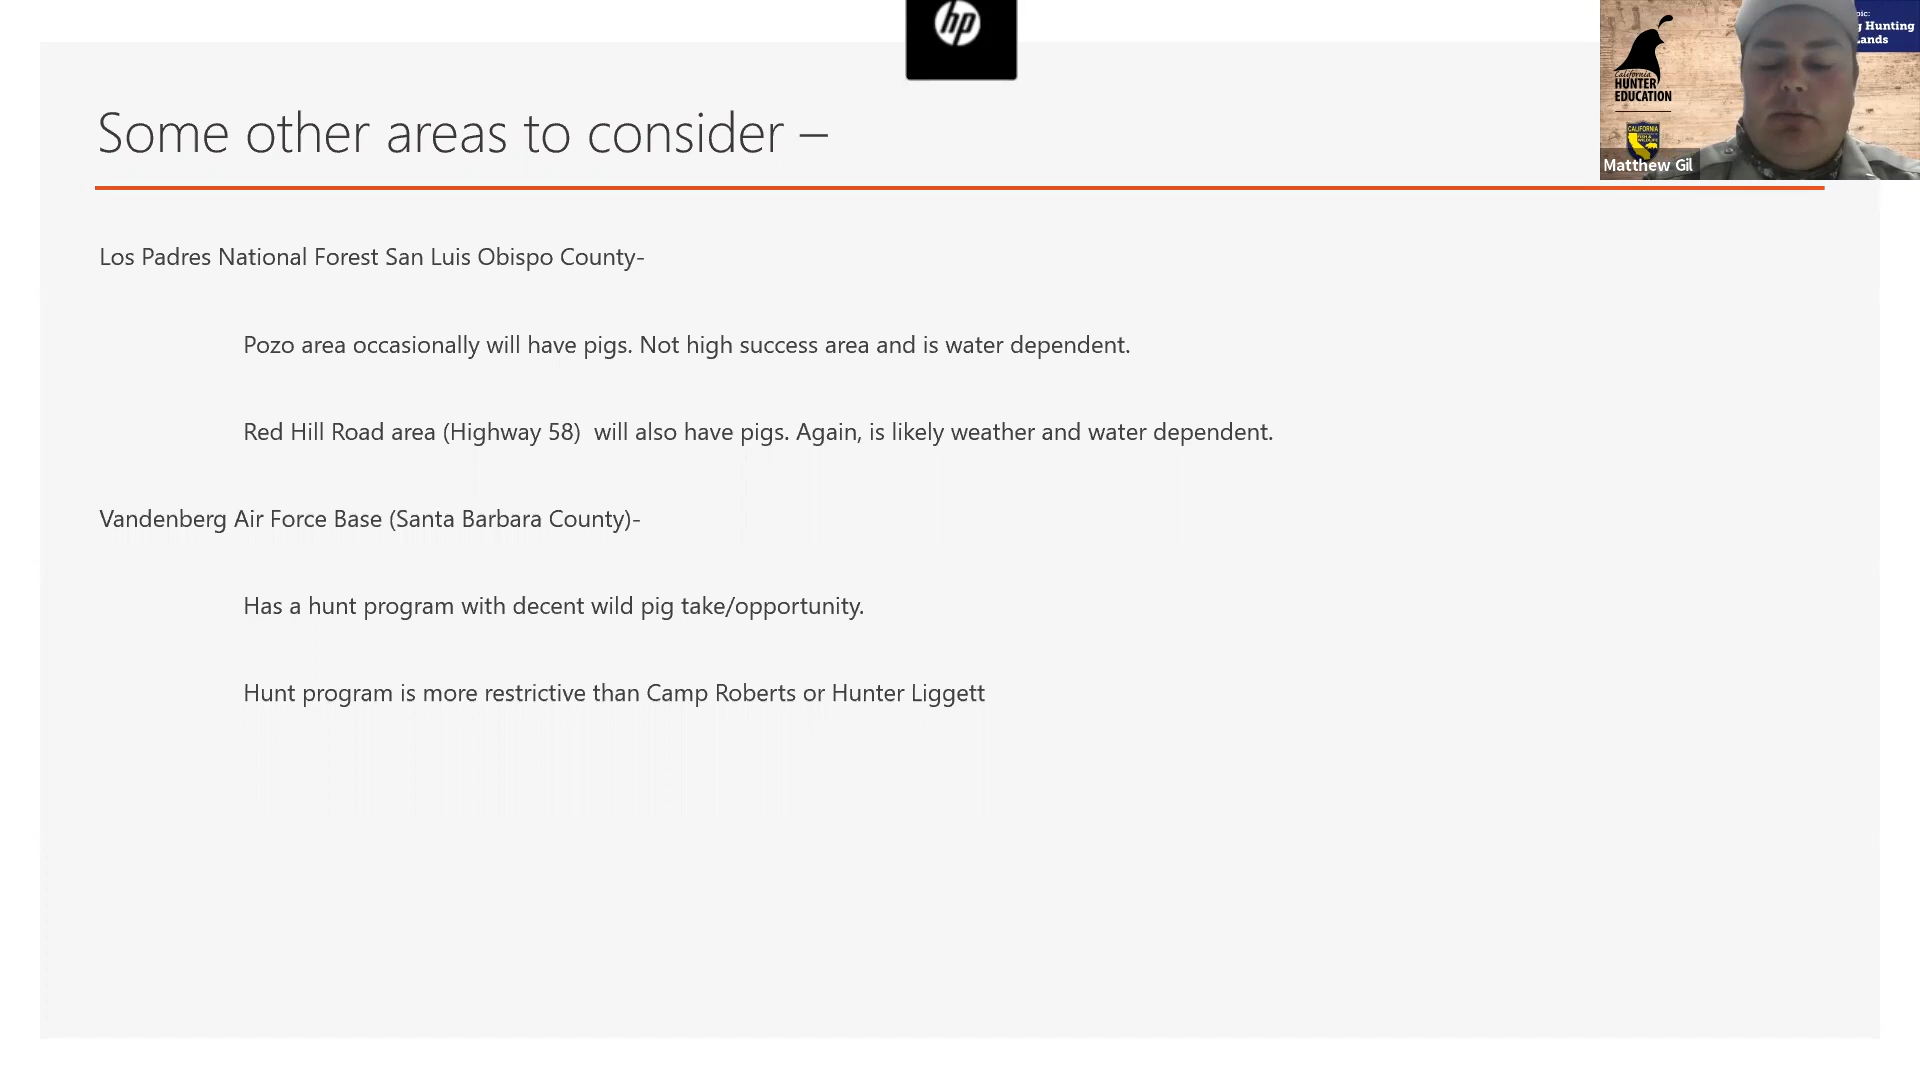 hp
Some other areas to consider –
Los Padres National Forest San Luis Obispo County-
Pozo area occasionally will have pigs. Not high success area and is water dependent.
Red Hill Road area (Highway 58)  will also have pigs. Again, is likely weather and water dependent.
Vandenberg Air Force Base (Santa Barbara County)-
Has a hunt program with decent wild pig take/opportunity.
Hunt program is more restrictive than Camp Roberts or Hunter Liggett
California
HUNTER
EDUCATION
CALIFORNIA
Matthew Gil
Hunting